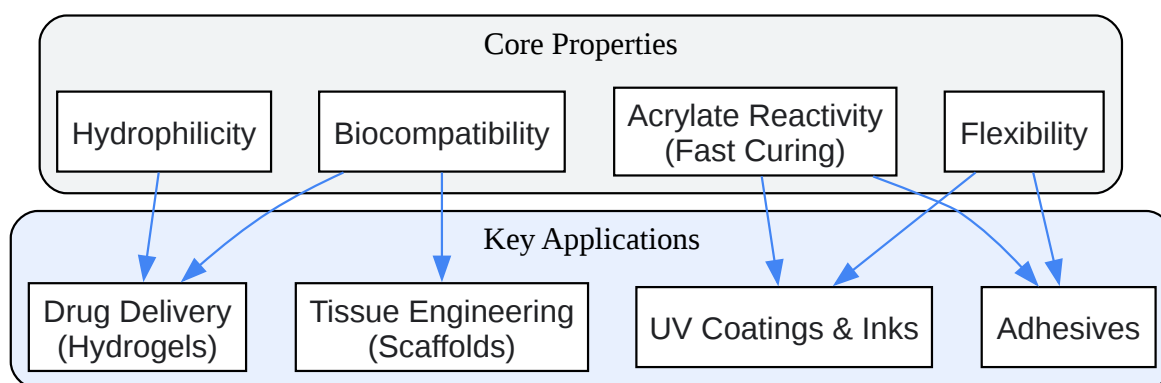 Core Properties
Hydrophilicity
Biocompatibility
Acrylate Reactivity
(Fast Curing)
Flexibility
Key Applications
Drug Delivery
(Hydrogels)
Tissue Engineering
(Scaffolds)
UV Coatings & Inks
Adhesives